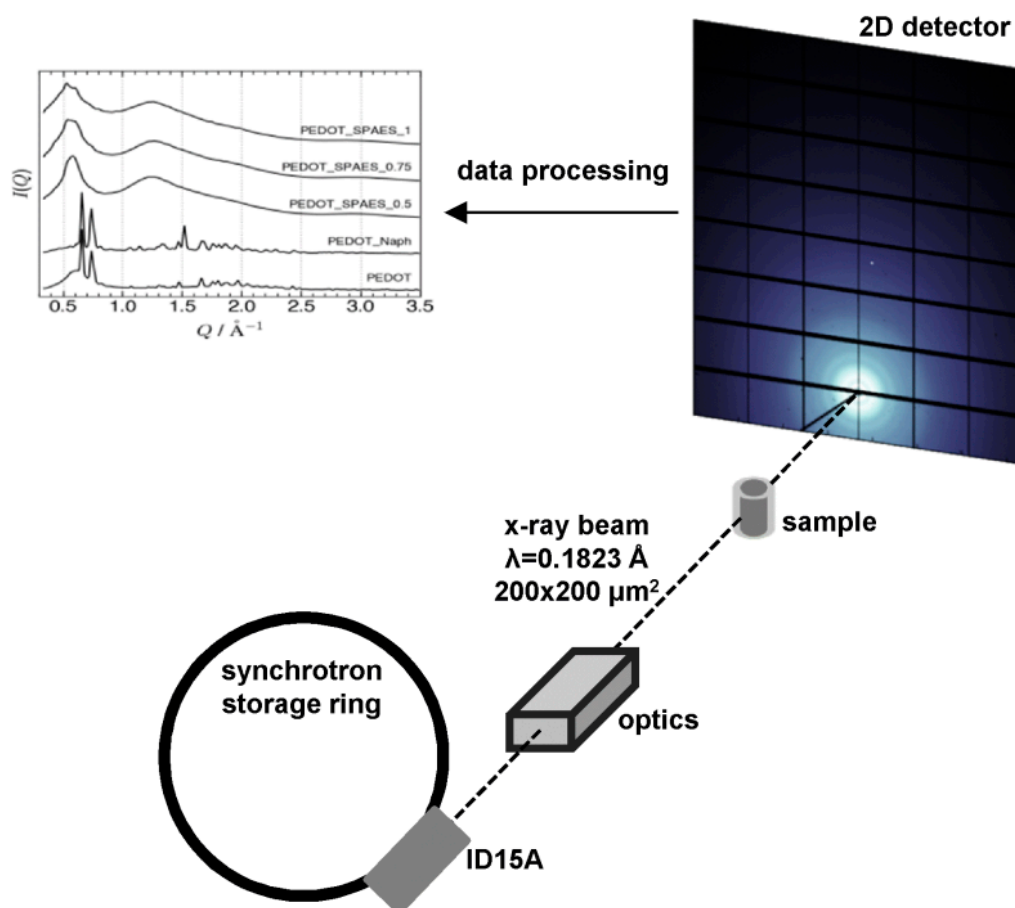 2D detector
PEDOT_SPAES_1
PEDOT_SPAES_0.75
PEDOT_SPAES_0.5
PEDOT_Naph
PEDOT
I(Q)
0.5 1.0 1.5 2.0 2.5 3.0 3.5
Q / Å⁻¹
data processing
sample
x-ray beam
λ=0.1823 Å
200x200 µm²
synchrotron
storage ring
optics
ID15A